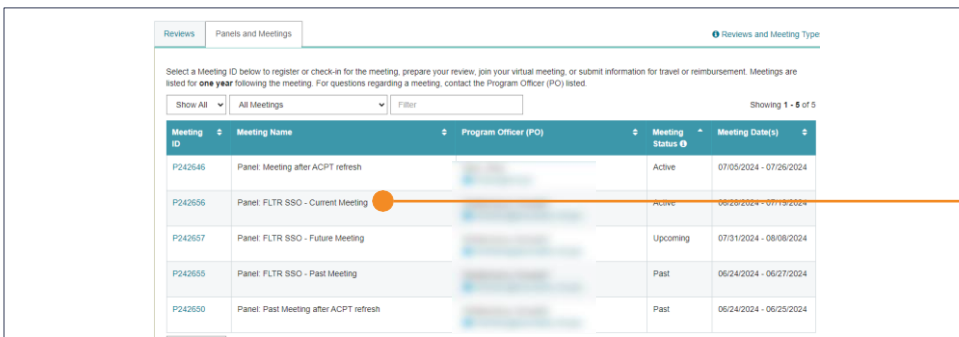 Reviews
Panels and Meetings
Reviews and Meeting Type
Select a Meeting ID below to register or check-in for the meeting, prepare your review, join your virtual meeting, or submit information for travel or reimbursement. Meetings are
listed for one year following the meeting. For questions regarding a meeting, contact the Program Officer (PO) listed.
Show All All Meetings Filter Showing 1 - 5 of 5
Meeting ID Meeting Name Program Officer (PO) Meeting Status Meeting Date(s)
P242646 Panel: Meeting after ACPT refresh Active 07/05/2024 - 07/26/2024
P242656 Panel: FLTR SSO - Current Meeting Active 06/28/2024 - 07/19/2024
P242657 Panel: FLTR SSO - Future Meeting Upcoming 07/31/2024 - 08/08/2024
P242655 Panel: FLTR SSO - Past Meeting Past 06/24/2024 - 06/27/2024
P242650 Panel: Past Meeting after ACPT refresh Past 06/24/2024 - 06/25/2024